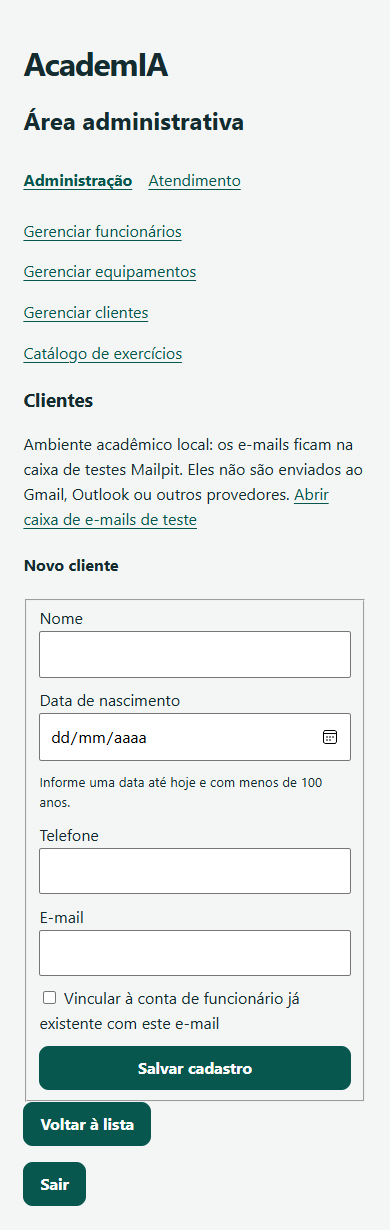 AcademIA
Área administrativa
Administração Atendimento
Gerenciar funcionários
Gerenciar equipamentos
Gerenciar clientes
Catálogo de exercícios
Clientes
Ambiente acadêmico local: os e-mails ficam na
caixa de testes Mailpit. Eles não são enviados ao
Gmail, Outlook ou outros provedores. Abrir
caixa de e-mails de teste
Novo cliente
Nome
Data de nascimento
dd/mm/aaaa
Informe uma data até hoje e com menos de 100
anos.
Telefone
E-mail
Vincular à conta de funcionário já
existente com este e-mail
Salvar cadastro
Voltar à lista
Sair